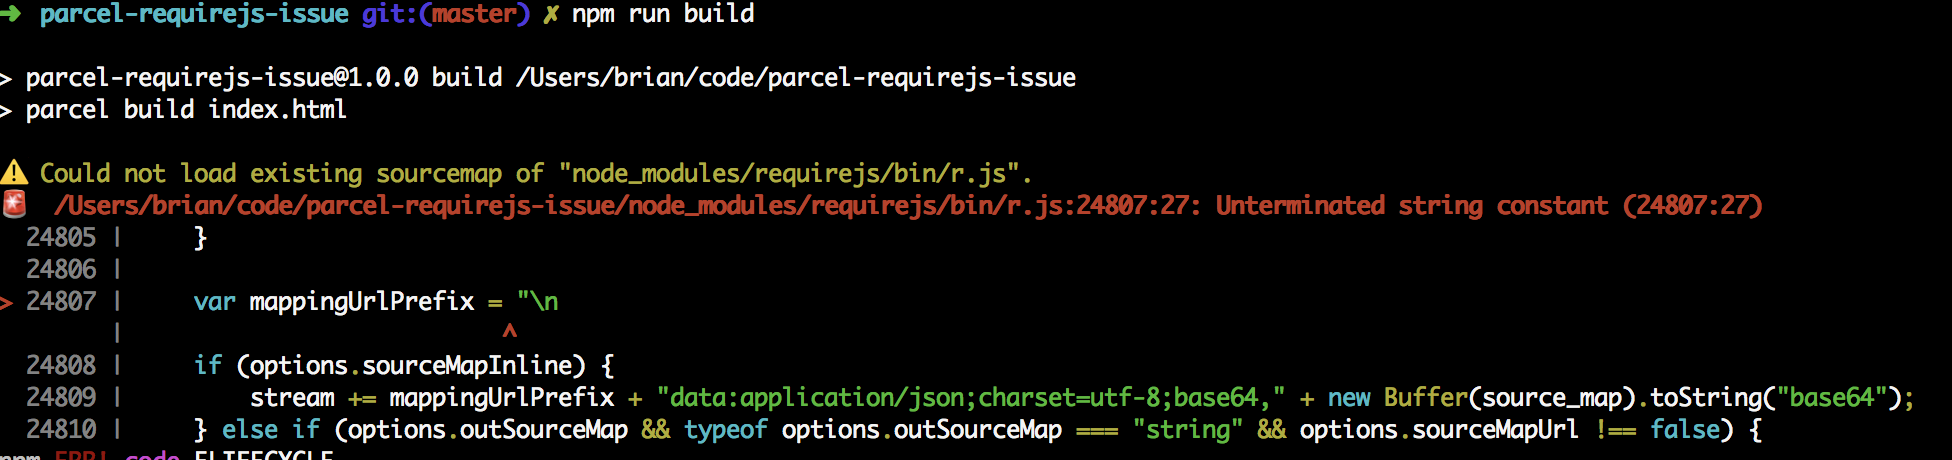 ➜ parcel-requirejs-issue git:(master) ✗ npm run build
> parcel-requirejs-issue@1.0.0 build /Users/brian/code/parcel-requirejs-issue
> parcel build index.html
⚠️ Could not load existing sourcemap of "node_modules/requirejs/bin/r.js".
🚨 /Users/brian/code/parcel-requirejs-issue/node_modules/requirejs/bin/r.js:24807:27: Unterminated string constant (24807:27)
24805 | }
24806 |
> 24807 | var mappingUrlPrefix = "\n
| ^
24808 | if (options.sourceMapInline) {
24809 | stream += mappingUrlPrefix + "data:application/json;charset=utf-8;base64," + new Buffer(source_map).toString("base64");
24810 | } else if (options.outSourceMap && typeof options.outSourceMap === "string" && options.sourceMapUrl !== false) {
npm ERR! code ELIFECYCLE